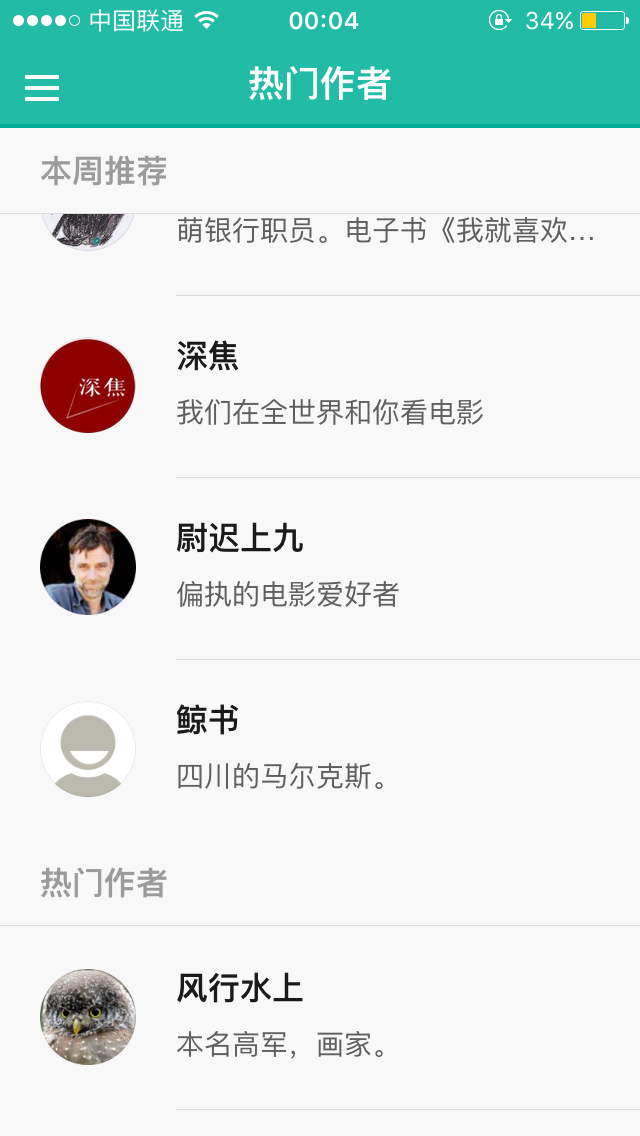 中国联通 00:04 34%
热门作者
本周推荐
萌银行职员。电子书《我就喜欢...
深焦
深焦
我们在全世界和你看电影
尉迟上九
偏执的电影爱好者
鲸书
四川的马尔克斯。
热门作者
风行水上
本名高军，画家。